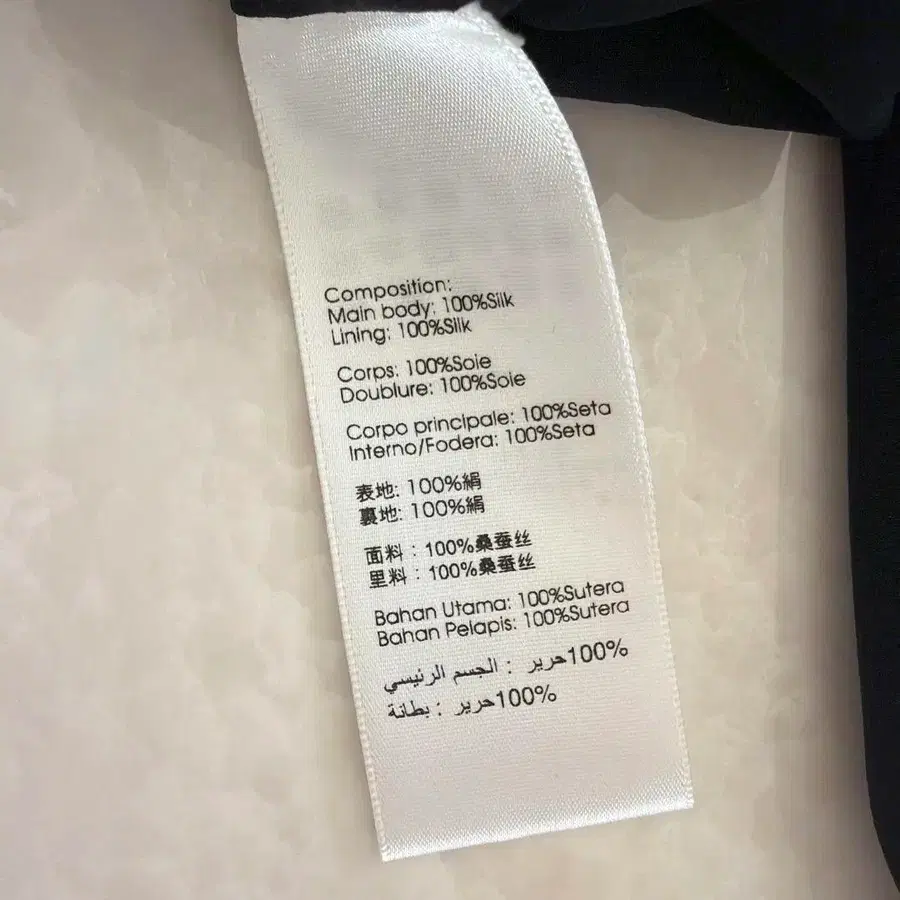 Composition:
Main body: 100%Silk
Lining: 100%Silk
Corps: 100%Soie
Doublure: 100%Soie
Corpo principale: 100%Seta
Interno/Fodera: 100%Seta
表地: 100%絹
裏地: 100%絹
面料：100%桑蚕丝
里料：100%桑蚕丝
Bahan Utama: 100%Sutera
Bahan Pelapis: 100%Sutera
الجسم الرئيسي : حرير100%
بطانة : حرير100%